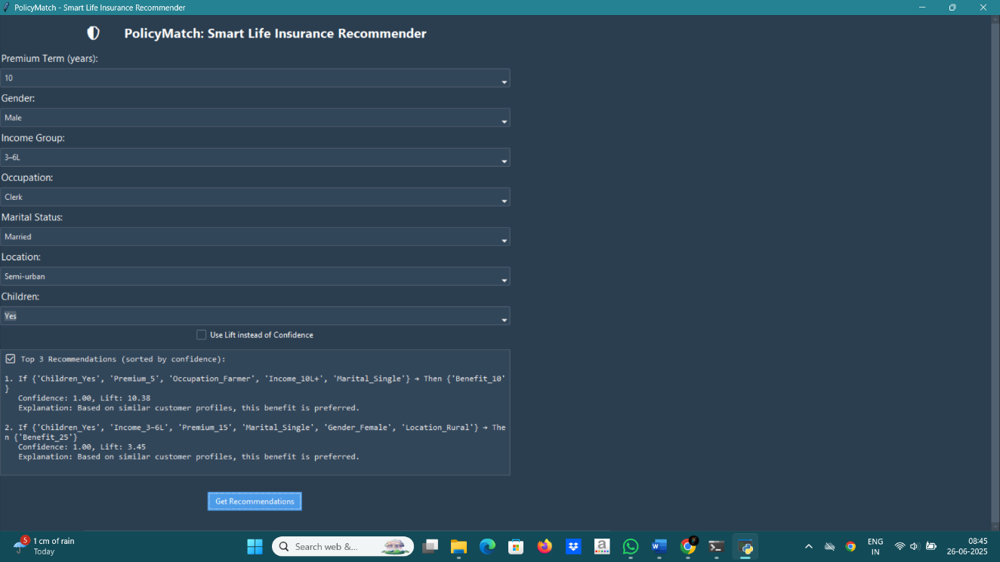 PolicyMatch - Smart Life Insurance Recommender
PolicyMatch: Smart Life Insurance Recommender
Premium Term (years):
10
Gender:
Male
Income Group:
3–6L
Occupation:
Clerk
Marital Status:
Married
Location:
Semi-urban
Children:
Yes
Use Lift instead of Confidence
Top 3 Recommendations (sorted by confidence):
1. If {'Children_Yes', 'Premium_5', 'Occupation_Farmer', 'Income_10L+', 'Marital_Single'} → Then {'Benefit_10'
}
Confidence: 1.00, Lift: 10.38
Explanation: Based on similar customer profiles, this benefit is preferred.
2. If {'Children_Yes', 'Income_3–6L', 'Premium_15', 'Marital_Single', 'Gender_Female', 'Location_Rural'} → The
n {'Benefit_25'}
Confidence: 1.00, Lift: 3.45
Explanation: Based on similar customer profiles, this benefit is preferred.
Get Recommendations
5
1 cm of rain
Today
Search web &...
a
W
ENG
IN
08:45
26-06-2025